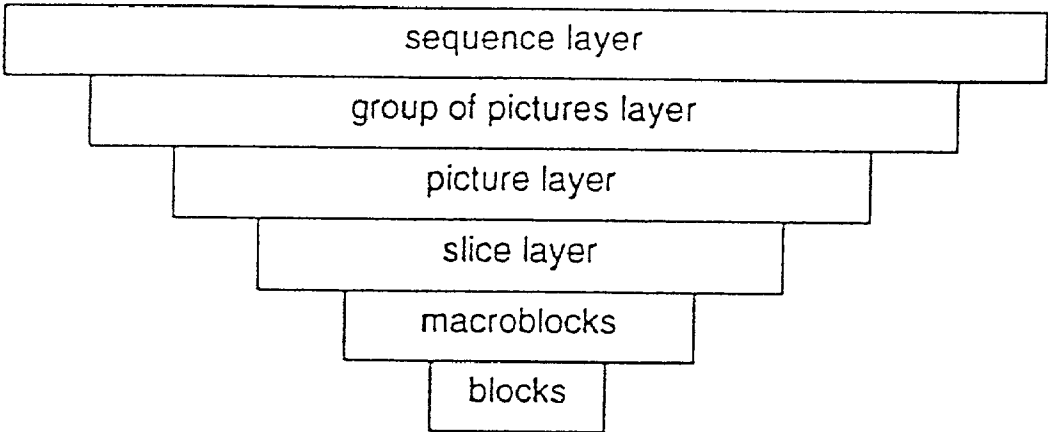 sequence layer
group of pictures layer
picture layer
slice layer
macroblocks
blocks